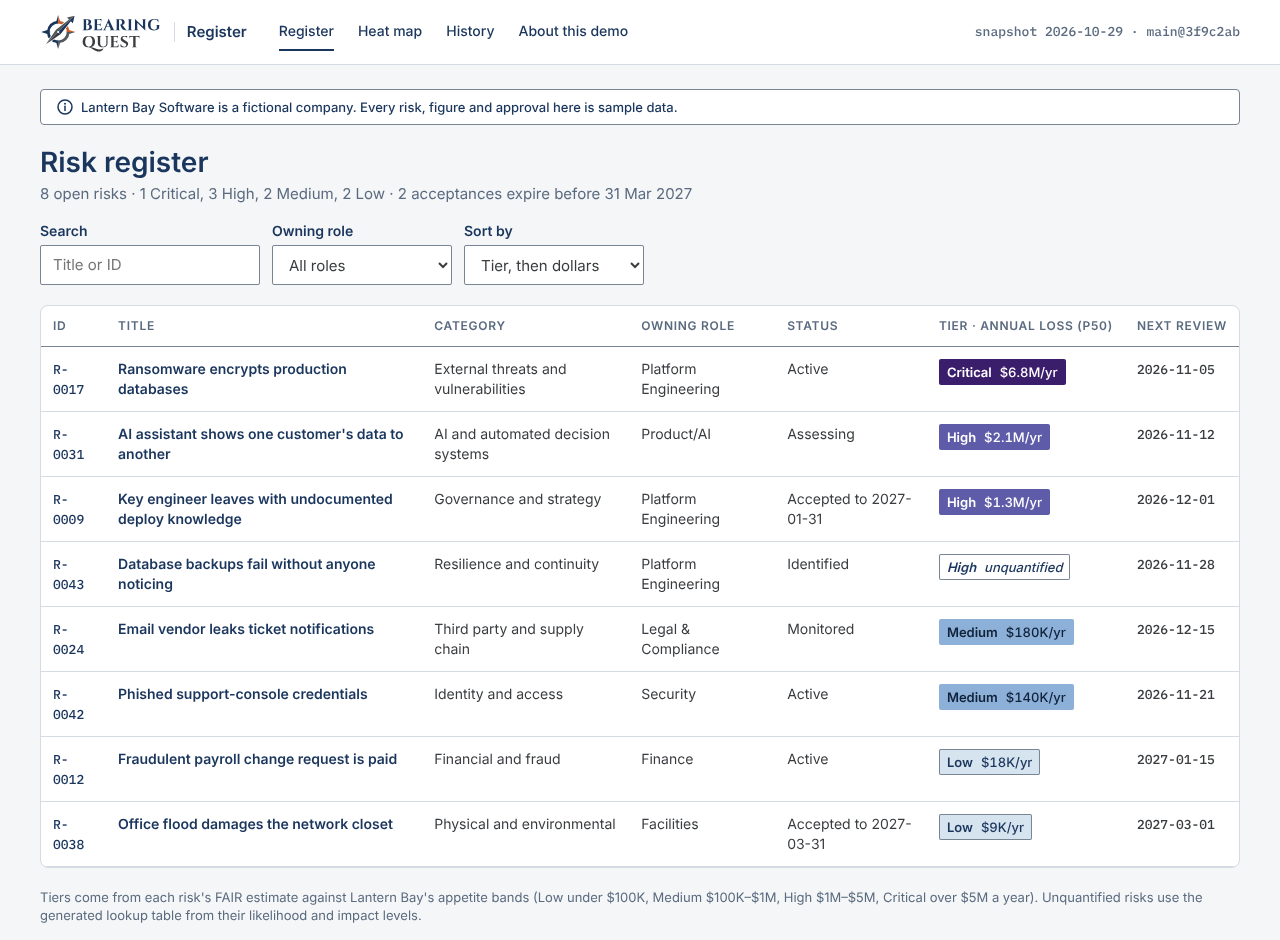 BEARING QUEST
Register
Register Heat map History About this demo
snapshot 2026-10-29 · main@3f9c2ab
Lantern Bay Software is a fictional company. Every risk, figure and approval here is sample data.
Risk register
8 open risks · 1 Critical, 3 High, 2 Medium, 2 Low · 2 acceptances expire before 31 Mar 2027
Search Owning role Sort by
Title or ID All roles Tier, then dollars
ID TITLE CATEGORY OWNING ROLE STATUS TIER · ANNUAL LOSS (P50) NEXT REVIEW
R-0017 Ransomware encrypts production databases External threats and vulnerabilities Platform Engineering Active Critical $6.8M/yr 2026-11-05
R-0031 AI assistant shows one customer's data to another AI and automated decision systems Product/AI Assessing High $2.1M/yr 2026-11-12
R-0009 Key engineer leaves with undocumented deploy knowledge Governance and strategy Platform Engineering Accepted to 2027-01-31 High $1.3M/yr 2026-12-01
R-0043 Database backups fail without anyone noticing Resilience and continuity Platform Engineering Identified High unquantified 2026-11-28
R-0024 Email vendor leaks ticket notifications Third party and supply chain Legal & Compliance Monitored Medium $180K/yr 2026-12-15
R-0042 Phished support-console credentials Identity and access Security Active Medium $140K/yr 2026-11-21
R-0012 Fraudulent payroll change request is paid Financial and fraud Finance Active Low $18K/yr 2027-01-15
R-0038 Office flood damages the network closet Physical and environmental Facilities Accepted to 2027-03-31 Low $9K/yr 2027-03-01
Tiers come from each risk's FAIR estimate against Lantern Bay's appetite bands (Low under $100K, Medium $100K–$1M, High $1M–$5M, Critical over $5M a year). Unquantified risks use the
generated lookup table from their likelihood and impact levels.